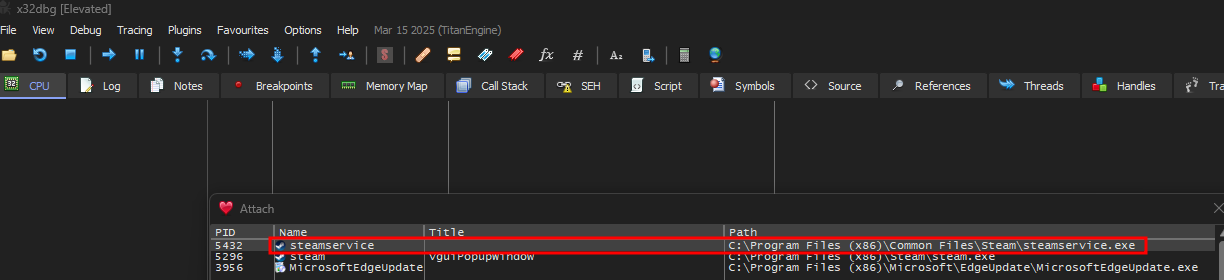 x32dbg [Elevated]
File View Debug Tracing Plugins Favourites Options Help Mar 15 2025 (TitanEngine)
S fx # A₂
32 CPU Log Notes Breakpoints Memory Map Call Stack SEH Script Symbols <> Source References Threads Handles Tra
Attach
PID Name Title Path
5432 steamservice C:\Program Files (x86)\Common Files\Steam\steamservice.exe
5296 steam vguiPopupWindow C:\Program Files (x86)\Steam\steam.exe
3956 MicrosoftEdgeUpdate C:\Program Files (x86)\Microsoft\EdgeUpdate\MicrosoftEdgeUpdate.exe